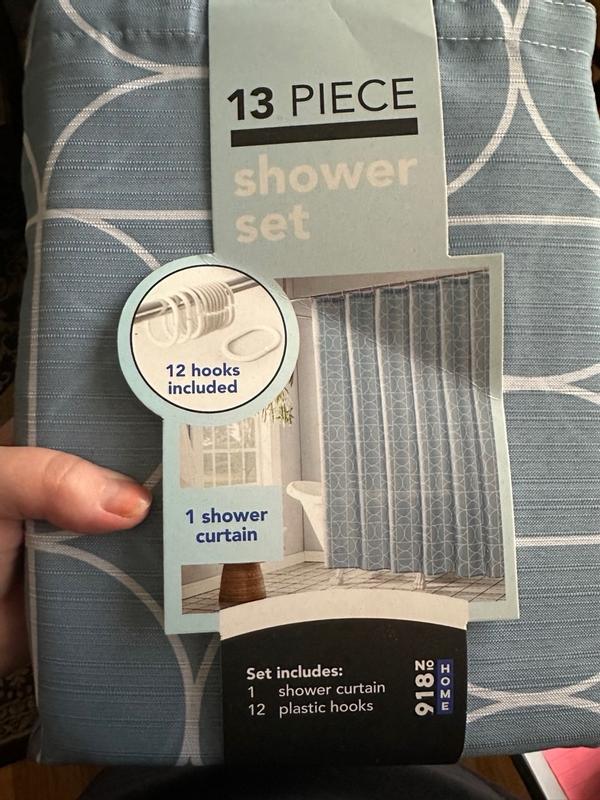 13 PIECE
shower
set
12 hooks
included
1 shower
curtain
Set includes:
1 shower curtain
12 plastic hooks
No 918
HOME